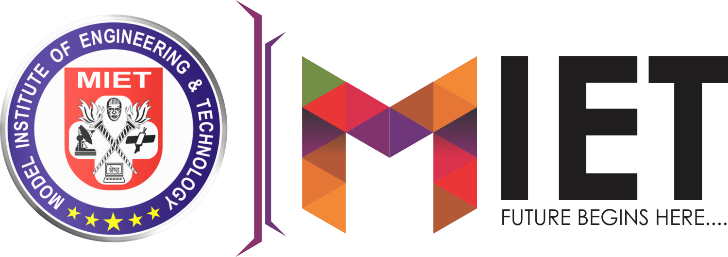 MODEL INSTITUTE OF ENGINEERING & TECHNOLOGY
MIET
MIET
FUTURE BEGINS HERE....